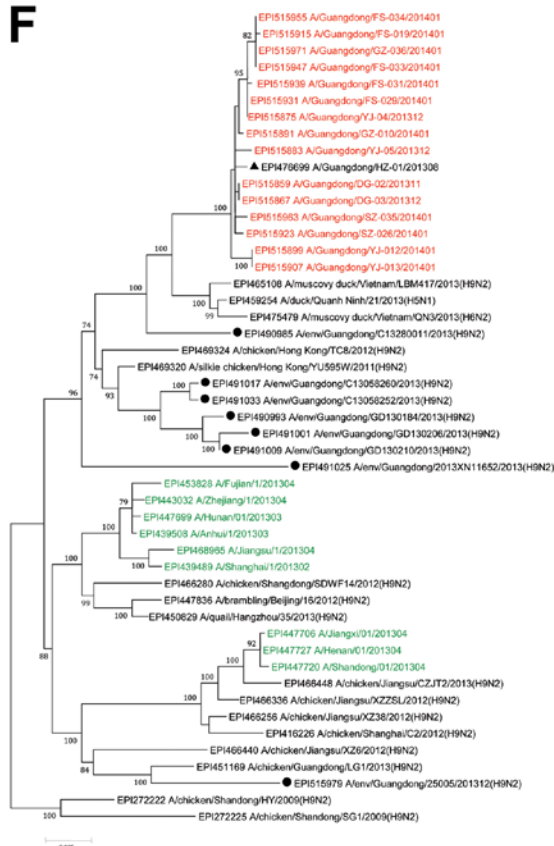 F
EPI515955 A/Guangdong/FS-034/201401
82
EPI515915 A/Guangdong/FS-019/201401
EPI515971 A/Guangdong/GZ-036/201401
EPI515947 A/Guangdong/FS-033/201401
95
EPI515939 A/Guangdong/FS-031/201401
EPI515931 A/Guangdong/FS-029/201401
EPI515875 A/Guangdong/YJ-04/201312
EPI515891 A/Guangdong/GZ-010/201401
EPI515883 A/Guangdong/YJ-05/201312
100
EPI476699 A/Guangdong/HZ-01/201308
EPI515859 A/Guangdong/DG-02/201311
EPI515867 A/Guangdong/DG-03/201312
EPI515963 A/Guangdong/SZ-035/201401
EPI515923 A/Guangdong/SZ-026/201401
100
EPI515899 A/Guangdong/YJ-012/201401
100
EPI515907 A/Guangdong/YJ-013/201401
EPI465108 A/muscovy duck/Vietnam/LBM417/2013(H9N2)
100
100
EPI459254 A/duck/Quanh Ninh/21/2013(H5N1)
99
EPI475479 A/muscovy duck/Vietnam/QN3/2013(H6N2)
74
EPI490985 A/env/Guangdong/C13280011/2013(H9N2)
EPI469324 A/chicken/Hong Kong/TC8/2012(H9N2)
74
EPI469320 A/silkie chicken/Hong Kong/YU595W/2011(H9N2)
96
93
100
EPI491017 A/env/Guangdong/C13058260/2013(H9N2)
100
EPI491033 A/env/Guangdong/C13058252/2013(H9N2)
100
EPI490993 A/env/Guangdong/GD130184/2013(H9N2)
100
EPI491001 A/env/Guangdong/GD130206/2013(H9N2)
100
EPI491009 A/env/Guangdong/GD130210/2013(H9N2)
EPI491025 A/env/Guangdong/2013XN11652/2013(H9N2)
EPI453828 A/Fujian/1/201304
79
EPI443032 A/Zhejiang/1/201304
EPI447699 A/Hunan/01/201303
100
EPI439508 A/Anhui/1/201303
EPI468965 A/Jiangsu/1/201304
100
100
EPI439489 A/Shanghai/1/201302
EPI466280 A/chicken/Shangdong/SDWF14/2012(H9N2)
99
EPI447836 A/brambling/Beijing/16/2012(H9N2)
100
EPI450829 A/quail/Hangzhou/35/2013(H9N2)
EPI447706 A/Jiangxi/01/201304
88
92
EPI447727 A/Henan/01/201304
100
EPI447720 A/Shandong/01/201304
100
EPI466448 A/chicken/Jiangsu/CZJT2/2013(H9N2)
100
EPI466336 A/chicken/Jiangsu/XZZSL/2012(H9N2)
EPI466256 A/chicken/Jiangsu/XZ38/2012(H9N2)
100
EPI416226 A/chicken/Shanghai/C2/2012(H9N2)
100
EPI466440 A/chicken/Jiangsu/XZ6/2012(H9N2)
EPI451169 A/chicken/Guangdong/LG1/2013(H9N2)
84
100
EPI515979 A/env/Guangdong/25005/201312(H9N2)
EPI272222 A/chicken/Shandong/HY/2009(H9N2)
100
EPI272225 A/chicken/Shandong/SG1/2009(H9N2)